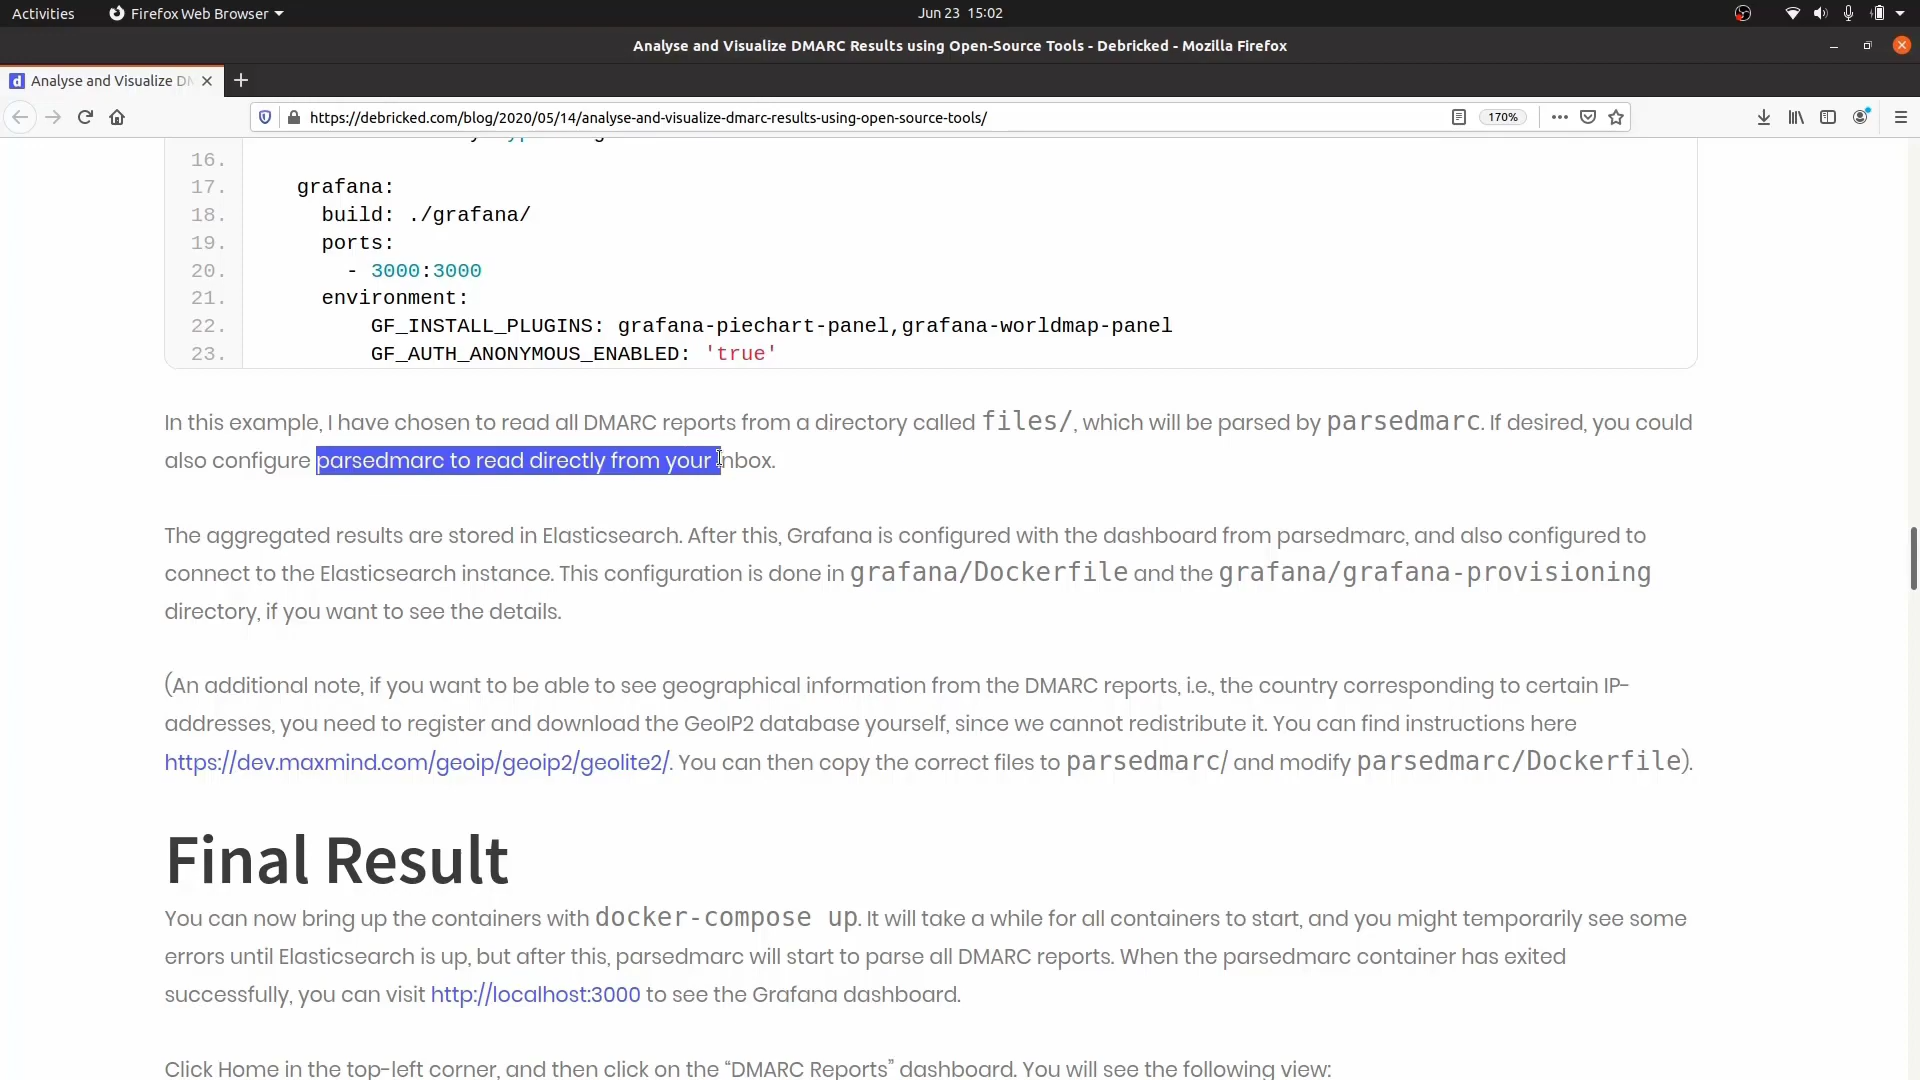 Activities
Firefox Web Browser
Jun 23 15:02
Analyse and Visualize DMARC Results using Open-Source Tools - Debricked - Mozilla Firefox
Analyse and Visualize DM
https://debricked.com/blog/2020/05/14/analyse-and-visualize-dmarc-results-using-open-source-tools/
170%
16.
17. grafana:
18. build: ./grafana/
19. ports:
20. - 3000:3000
21. environment:
22. GF_INSTALL_PLUGINS: grafana-piechart-panel,grafana-worldmap-panel
23. GF_AUTH_ANONYMOUS_ENABLED: 'true'
In this example, I have chosen to read all DMARC reports from a directory called files/, which will be parsed by parsedmarc. If desired, you could
also configure parsedmarc to read directly from your inbox.
The aggregated results are stored in Elasticsearch. After this, Grafana is configured with the dashboard from parsedmarc, and also configured to
connect to the Elasticsearch instance. This configuration is done in grafana/Dockerfile and the grafana/grafana-provisioning
directory, if you want to see the details.
(An additional note, if you want to be able to see geographical information from the DMARC reports, i.e., the country corresponding to certain IP-
addresses, you need to register and download the GeoIP2 database yourself, since we cannot redistribute it. You can find instructions here
https://dev.maxmind.com/geoip/geoip2/geolite2/. You can then copy the correct files to parsedmarc/ and modify parsedmarc/Dockerfile).
Final Result
You can now bring up the containers with docker-compose up. It will take a while for all containers to start, and you might temporarily see some
errors until Elasticsearch is up, but after this, parsedmarc will start to parse all DMARC reports. When the parsedmarc container has exited
successfully, you can visit http://localhost:3000 to see the Grafana dashboard.
Click Home in the top-left corner, and then click on the “DMARC Reports” dashboard. You will see the following view: